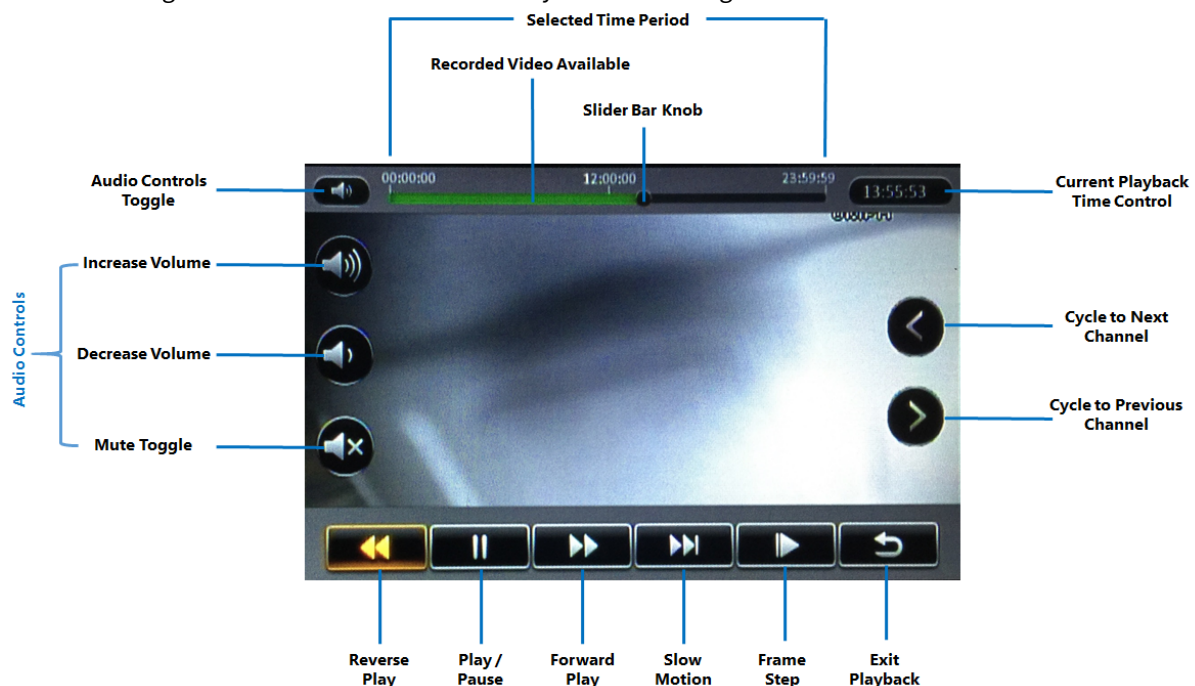 Selected Time Period
Recorded Video Available
Slider Bar Knob
Audio Controls
Toggle
00:00:00
12:00:00
23:59:59
13:55:53
Current Playback
Time Control
Increase Volume
Decrease Volume
Mute Toggle
Audio Controls
Cycle to Next
Channel
Cycle to Previous
Channel
Reverse
Play
Play /
Pause
Forward
Play
Slow
Motion
Frame
Step
Exit
Playback